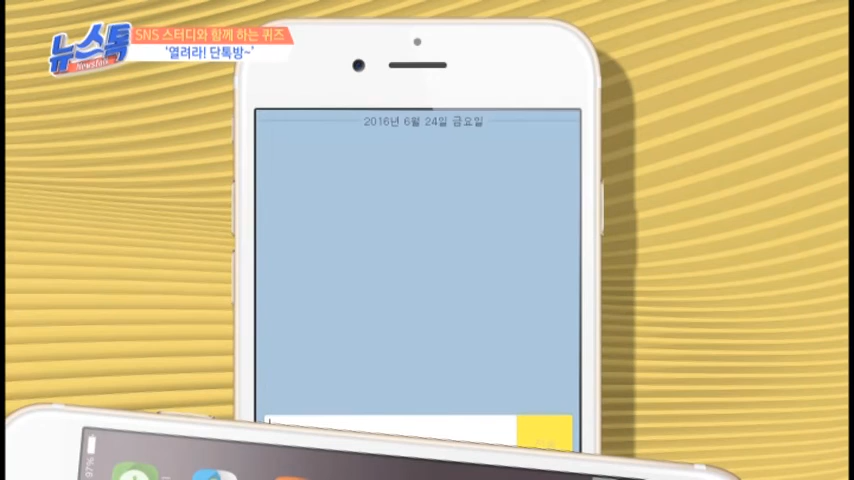 뉴스톡
NewsTalk
SNS 스터디와 함께 하는 퀴즈
'열려라! 단톡방~'
2016년 6월 24일 금요일
97%